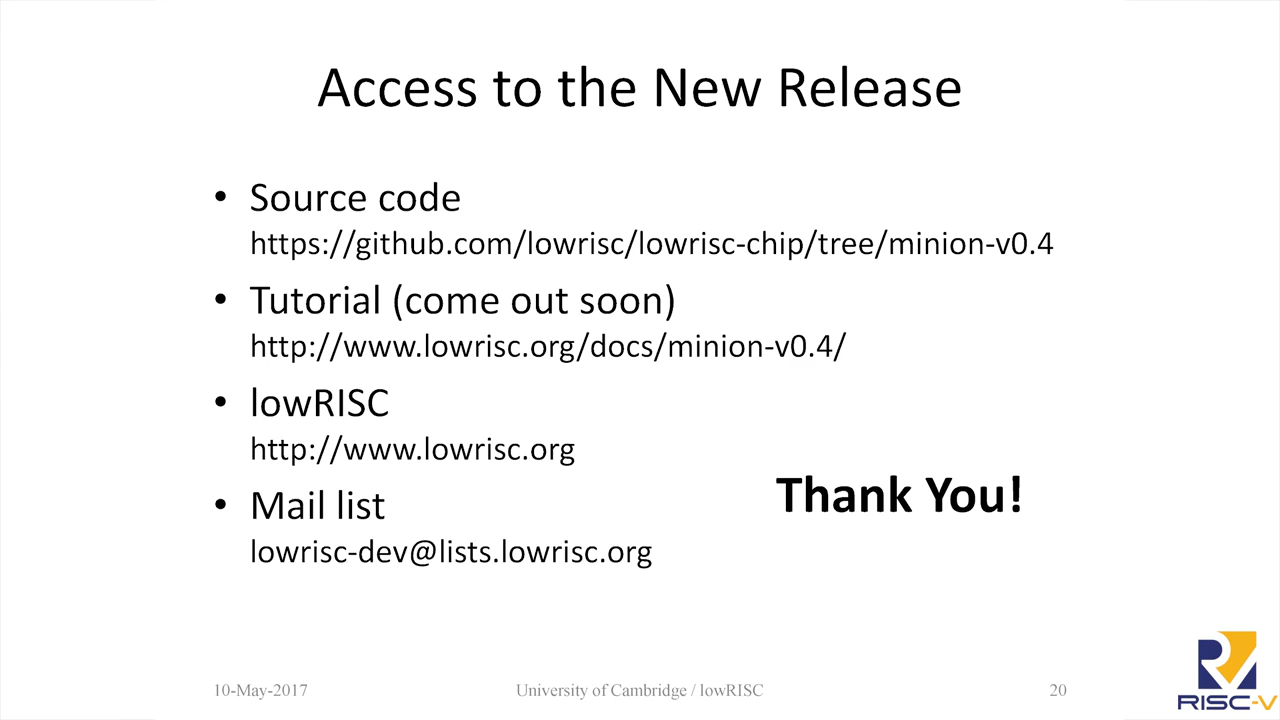 Access to the New Release
• Source code
https://github.com/lowrisc/lowrisc-chip/tree/minion-v0.4
• Tutorial (come out soon)
http://www.lowrisc.org/docs/minion-v0.4/
• lowRISC
http://www.lowrisc.org
• Mail list
lowrisc-dev@lists.lowrisc.org
Thank You!
10-May-2017
University of Cambridge / lowRISC
20
RISC-V